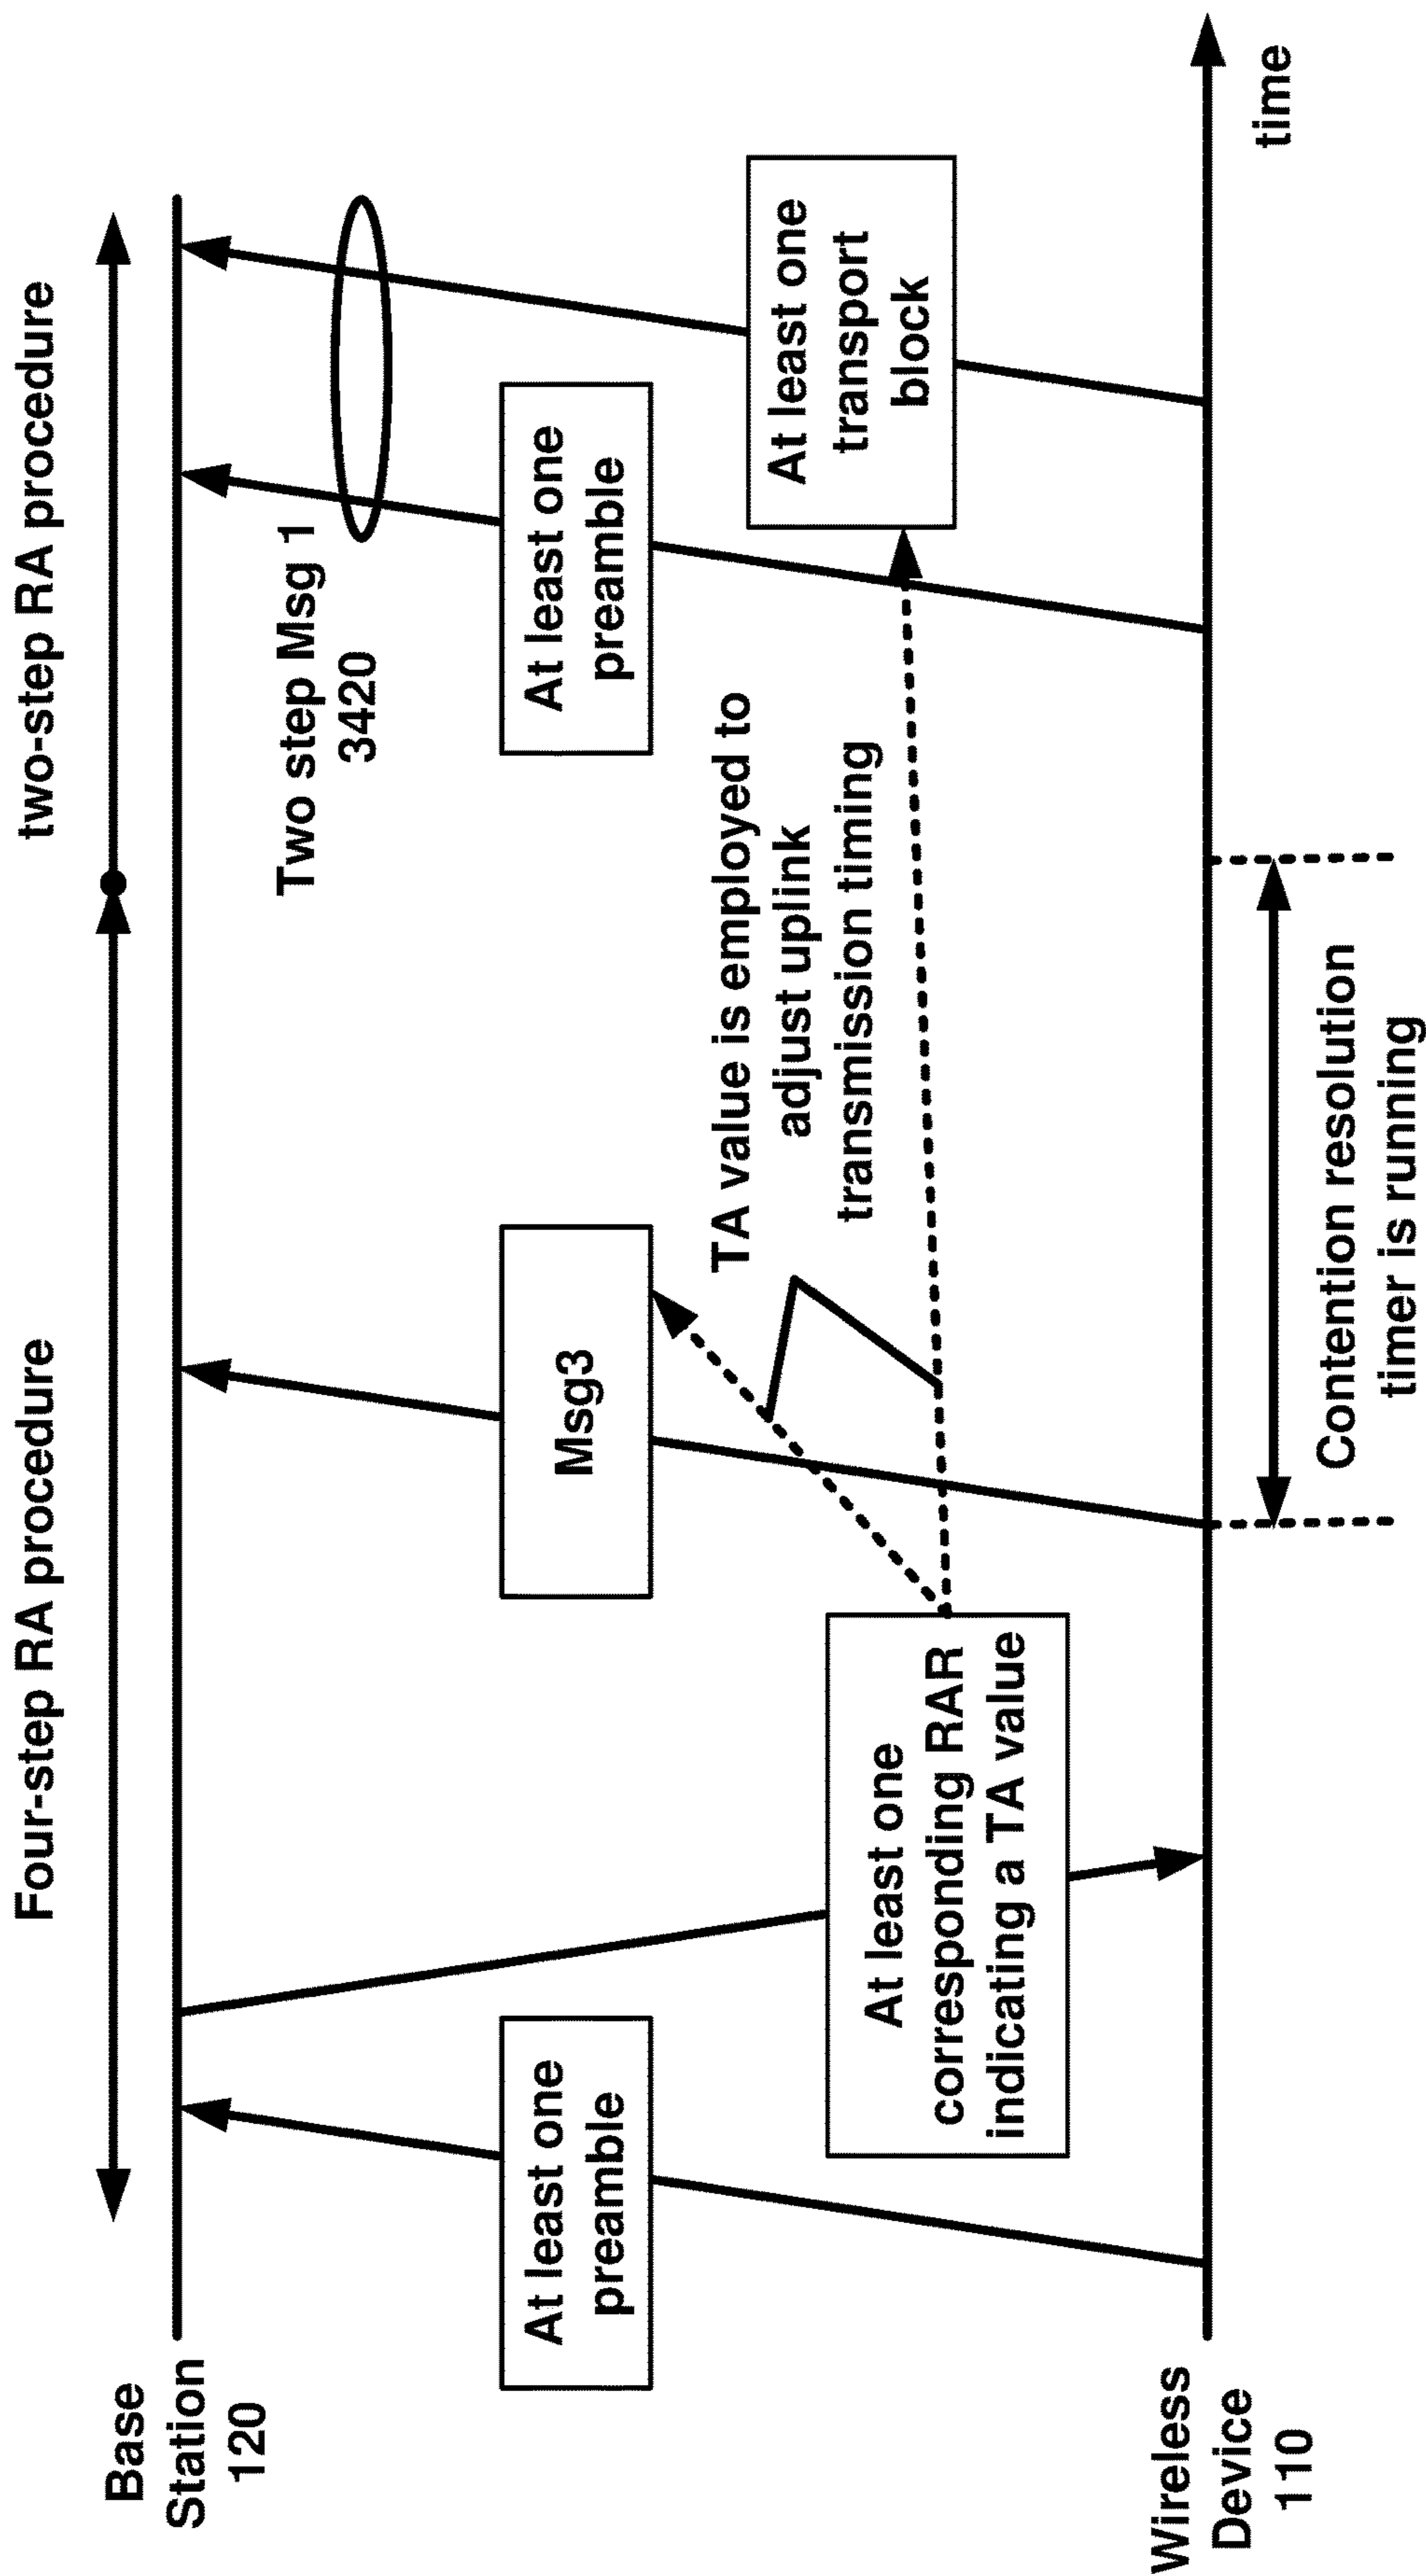 Four-step RA procedure
two-step RA procedure
Base
Station
120
Two step Msg 1
3420
At least one
preamble
Msg3
At least one
preamble
TA value is employed to
adjust uplink
transmission timing
At least one
transport
block
At least one
corresponding RAR
indicating a TA value
Wireless
Device
110
time
Contention resolution
timer is running